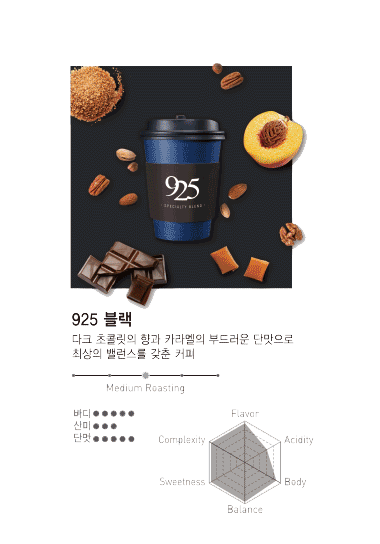 925
SPECIALTY BLEND
925 블랙
다크 초콜릿의 향과 카라멜의 부드러운 단맛으로
최상의 밸런스를 갖춘 커피
Medium Roasting
바디
산미
단맛
Flavor
Complexity
Acidity
Sweetness
Body
Balance